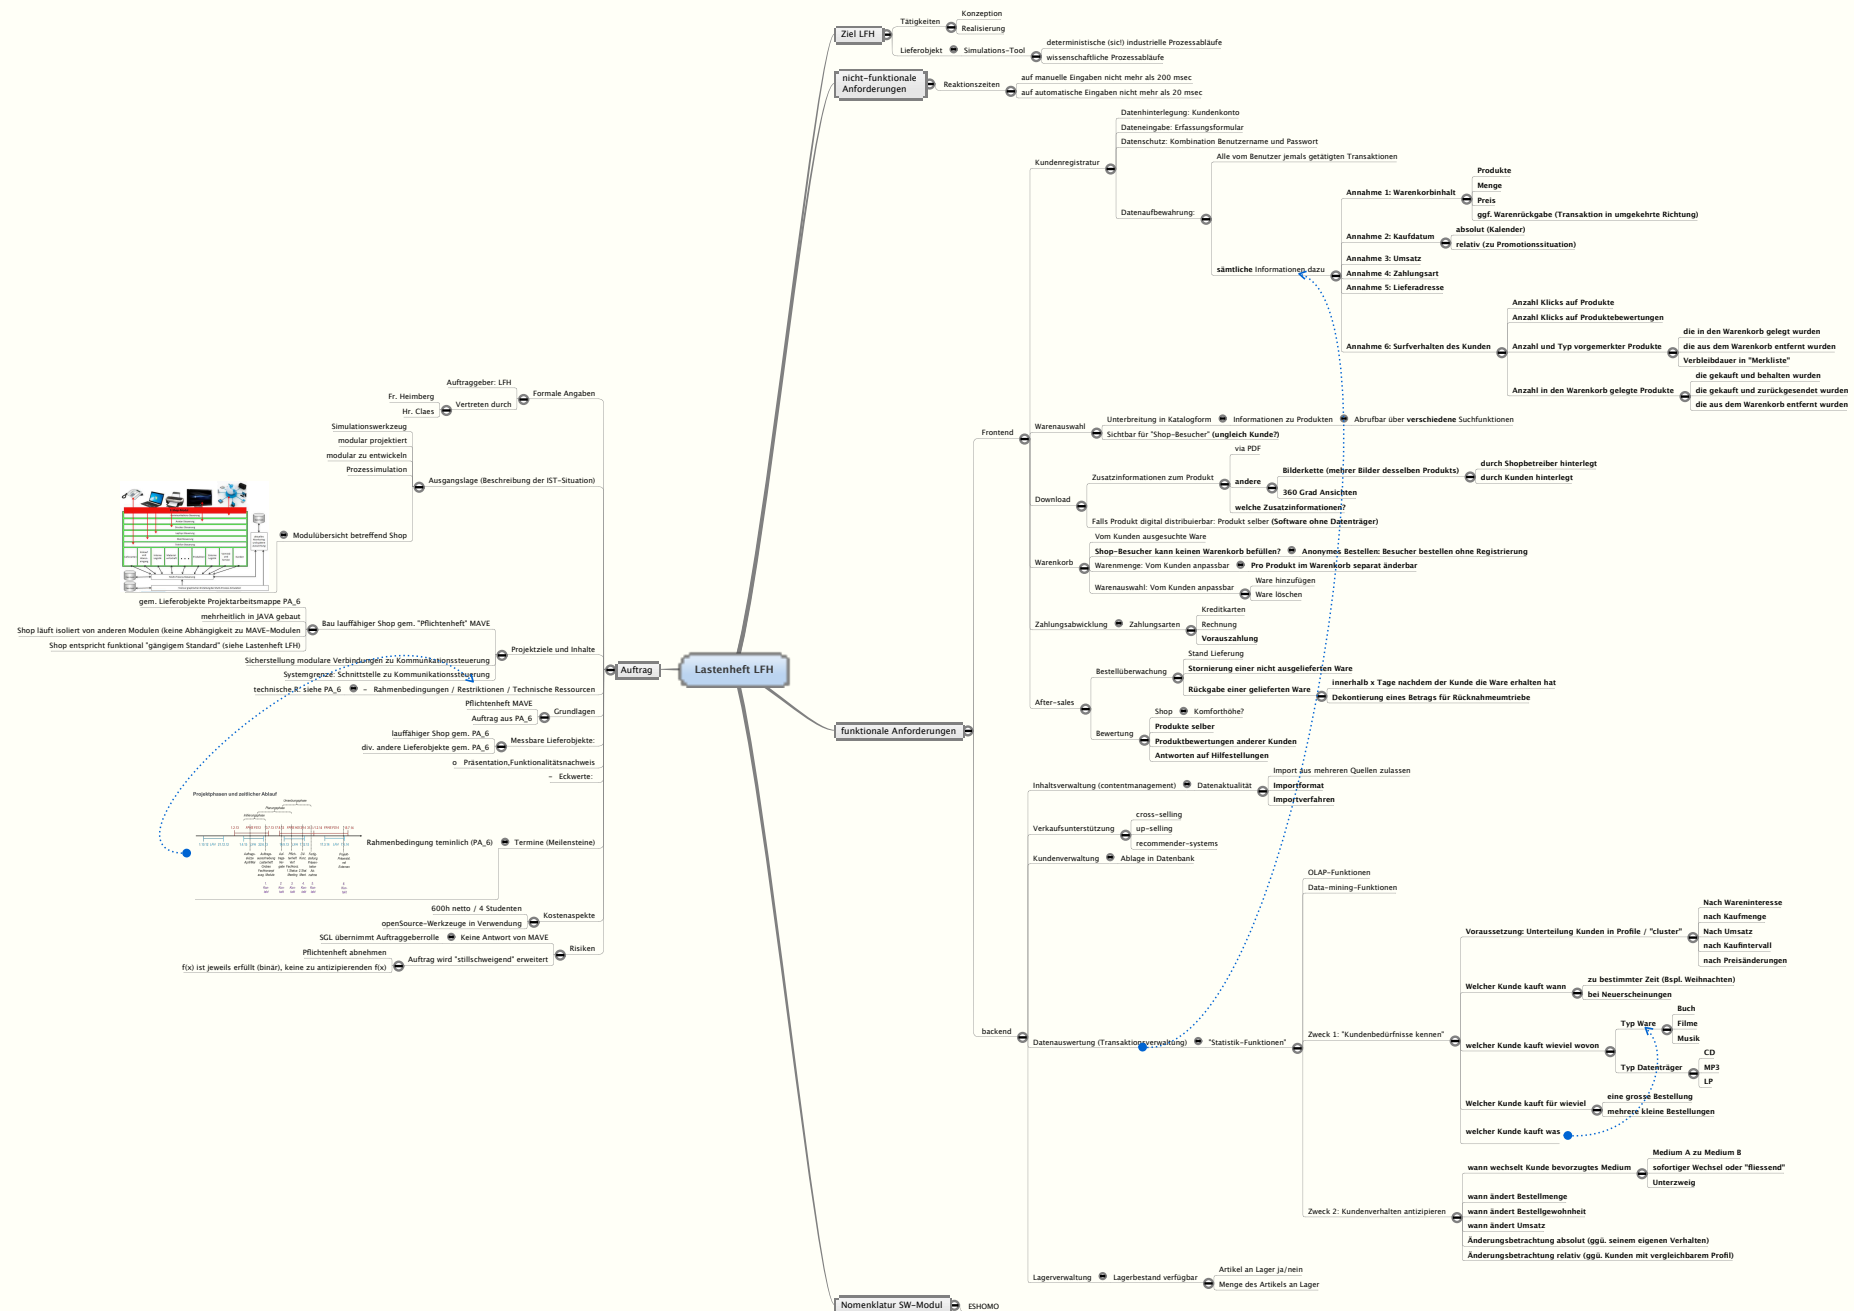 Lastenheft LFH
Ziel LFH
Tätigkeiten
Konzeption
Realisierung
Lieferobjekt
Simulations-Tool
deterministische (sic!) industrielle Prozessabläufe
wissenschaftliche Prozessabläufe
nicht-funktionale
Anforderungen
Reaktionszeiten
auf manuelle Eingaben nicht mehr als 200 msec
auf automatische Eingaben nicht mehr als 20 msec
funktionale Anforderungen
Frontend
Kundenregistratur
Datenhinterlegung: Kundenkonto
Dateneingabe: Erfassungsformular
Datenschutz: Kombination Benutzername und Passwort
Datenaufbewahrung:
Alle vom Benutzer jemals getätigten Transaktionen
sämtliche Informationen dazu
Annahme 1: Warenkorbinhalt
Produkte
Menge
Preis
ggf. Warenrückgabe (Transaktion in umgekehrte Richtung)
Annahme 2: Kaufdatum
absolut (Kalender)
relativ (zu Promotionssituation)
Annahme 3: Umsatz
Annahme 4: Zahlungsart
Annahme 5: Lieferadresse
Annahme 6: Surfverhalten des Kunden
Anzahl Klicks auf Produkte
Anzahl Klicks auf Produktebewertungen
Anzahl und Typ vorgemerkter Produkte
die in den Warenkorb gelegt wurden
die aus dem Warenkorb entfernt wurden
Verbleibdauer in "Merkliste"
Anzahl in den Warenkorb gelegte Produkte
die gekauft und behalten wurden
die gekauft und zurückgesendet wurden
die aus dem Warenkorb entfernt wurden
Warenauswahl
Unterbreitung in Katalogform
Informationen zu Produkten
Abrufbar über verschiedene Suchfunktionen
Sichtbar für "Shop-Besucher" (ungleich Kunde?)
Download
Zusatzinformationen zum Produkt
via PDF
andere
Bilderkette (mehrer Bilder desselben Produkts)
durch Shopbetreiber hinterlegt
durch Kunden hinterlegt
360 Grad Ansichten
welche Zusatzinformationen?
Falls Produkt digital distribuierbar: Produkt selber (Software ohne Datenträger)
Warenkorb
Vom Kunden ausgesuchte Ware
Shop-Besucher kann keinen Warenkorb befüllen?
Anonymes Bestellen: Besucher bestellen ohne Registrierung
Warenmenge: Vom Kunden anpassbar
Pro Produkt im Warenkorb separat änderbar
Warenauswahl: Vom Kunden anpassbar
Ware hinzufügen
Ware löschen
Zahlungsabwicklung
Zahlungsarten
Kreditkarten
Rechnung
Vorauszahlung
After-sales
Bestellüberwachung
Stand Lieferung
Stornierung einer nicht ausgelieferten Ware
Rückgabe einer gelieferten Ware
innerhalb x Tage nachdem der Kunde die Ware erhalten hat
Dekontierung eines Betrags für Rücknahmeumtriebe
Bewertung
Shop
Komforthöhe?
Produkte selber
Produktbewertungen anderer Kunden
Antworten auf Hilfestellungen
backend
Inhaltsverwaltung (contentmanagement)
Datenaktualität
Import aus mehreren Quellen zulassen
Importformat
Importverfahren
Verkaufsunterstützung
cross-selling
up-selling
recommender-systems
Kundenverwaltung
Ablage in Datenbank
Datenauswertung (Transaktionsverwaltung)
"Statistik-Funktionen"
OLAP-Funktionen
Data-mining-Funktionen
Zweck 1: "Kundenbedürfnisse kennen"
Voraussetzung: Unterteilung Kunden in Profile / "cluster"
Nach Wareninteresse
nach Kaufmenge
Nach Umsatz
nach Kaufintervall
nach Preisänderungen
Welcher Kunde kauft wann
zu bestimmter Zeit (Bspl. Weihnachten)
bei Neuerscheinungen
welcher Kunde kauft wieviel wovon
Typ Ware
Buch
Filme
Musik
Typ Datenträger
CD
MP3
LP
Welcher Kunde kauft für wieviel
eine grosse Bestellung
mehrere kleine Bestellungen
welcher Kunde kauft was
Zweck 2: Kundenverhalten antizipieren
wann wechselt Kunde bevorzugtes Medium
Medium A zu Medium B
sofortiger Wechsel oder "fliessend"
Unterzweig
wann ändert Bestellmenge
wann ändert Bestellgewohnheit
wann ändert Umsatz
Änderungsbetrachtung absolut (ggü. seinem eigenen Verhalten)
Änderungsbetrachtung relativ (ggü. Kunden mit vergleichbarem Profil)
Lagerverwaltung
Lagerbestand verfügbar
Artikel an Lager ja/nein
Menge des Artikels an Lager
Nomenklatur SW-Modul
ESHOMO
Auftrag
Formale Angaben
Auftraggeber: LFH
Vertreten durch
Fr. Heimberg
Hr. Claes
Ausgangslage (Beschreibung der IST-Situation)
Simulationswerkzeug
modular projektiert
modular zu entwickeln
Prozessimulation
Modulübersicht betreffend Shop
Projektziele und Inhalte
Bau lauffähiger Shop gem. "Pflichtenheft" MAVE
gem. Lieferobjekte Projektarbeitsmappe PA_6
mehrheitlich in JAVA gebaut
Shop läuft isoliert von anderen Modulen (keine Abhängigkeit zu MAVE-Modulen
Shop entspricht funktional "gängigem Standard" (siehe Lastenheft LFH)
Sicherstellung modulare Verbindungen zu Kommunikationssteuerung
Systemgrenze: Schnittstelle zu Kommunikationssteuerung
- Rahmenbedingungen / Restriktionen / Technische Ressourcen
technische R. siehe PA_6
Grundlagen
Pflichtenheft MAVE
Auftrag aus PA_6
Messbare Lieferobjekte:
lauffähiger Shop gem. PA_6
div. andere Lieferobjekte gem. PA_6
o Präsentation,Funktionalitätsnachweis
- Eckwerte:
Termine (Meilensteine)
Rahmenbedingung teminlich (PA_6)
Projektphasen und zeitlicher Ablauf
Kostenaspekte
600h netto / 4 Studenten
openSource-Werkzeuge in Verwendung
Risiken
Keine Antwort von MAVE
SGL übernimmt Auftraggeberrolle
Auftrag wird "stillschweigend" erweitert
Pflichtenheft abnehmen
f(x) ist jeweils erfüllt (binär), keine zu antizipierenden f(x)